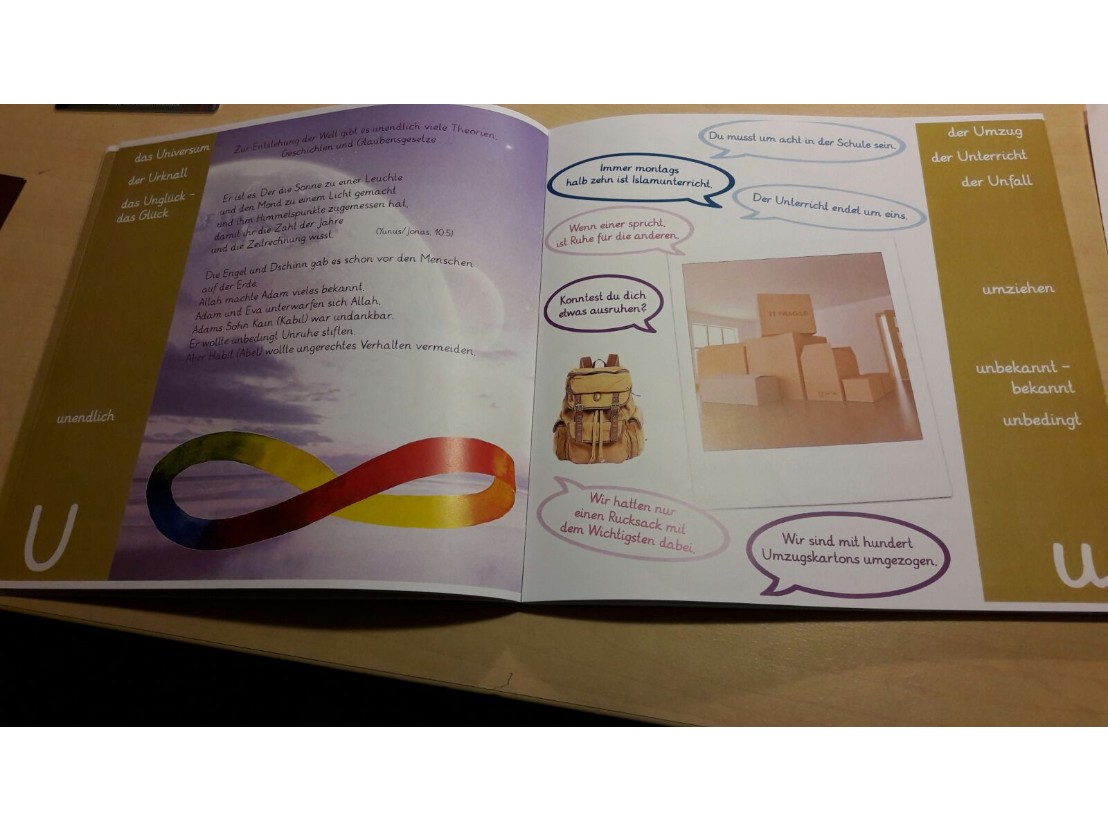 das Universum
der Urknall
das Unglück –
das Glück
unendlich
U
Zur Entstehung der Welt gibt es unendlich viele Theorien,
Geschichten und Glaubensgesetze
Er ist es Der die Sonne zu einer Leuchte
und den Mond zu einem Licht gemacht
und ihm Himmelspunkte zugemessen hat,
damit ihr die Zahl der Jahre
und die Zeitrechnung wisst. (Yunus/Jonas, 10:5)
Die Engel und Dschinn gab es schon vor den Menschen
auf der Erde.
Allah machte Adam vieles bekannt.
Adam und Eva unterwarfen sich Allah.
Adams Sohn Kain (Kabil) war undankbar.
Er wollte unbedingt Unruhe stiften.
Aber Habil (Abel) wollte ungerechtes Verhalten vermeiden.
Du musst um acht in der Schule sein.
Immer montags
halb zehn ist Islamunterricht.
Der Unterricht endet um eins.
Wenn einer spricht,
ist Ruhe für die anderen.
Konntest du dich
etwas ausruhen?
Wir hatten nur
einen Rucksack mit
dem Wichtigsten dabei.
Wir sind mit hundert
Umzugskartons umgezogen.
der Umzug
der Unterricht
der Unfall
umziehen
unbekannt –
bekannt
unbedingt
u